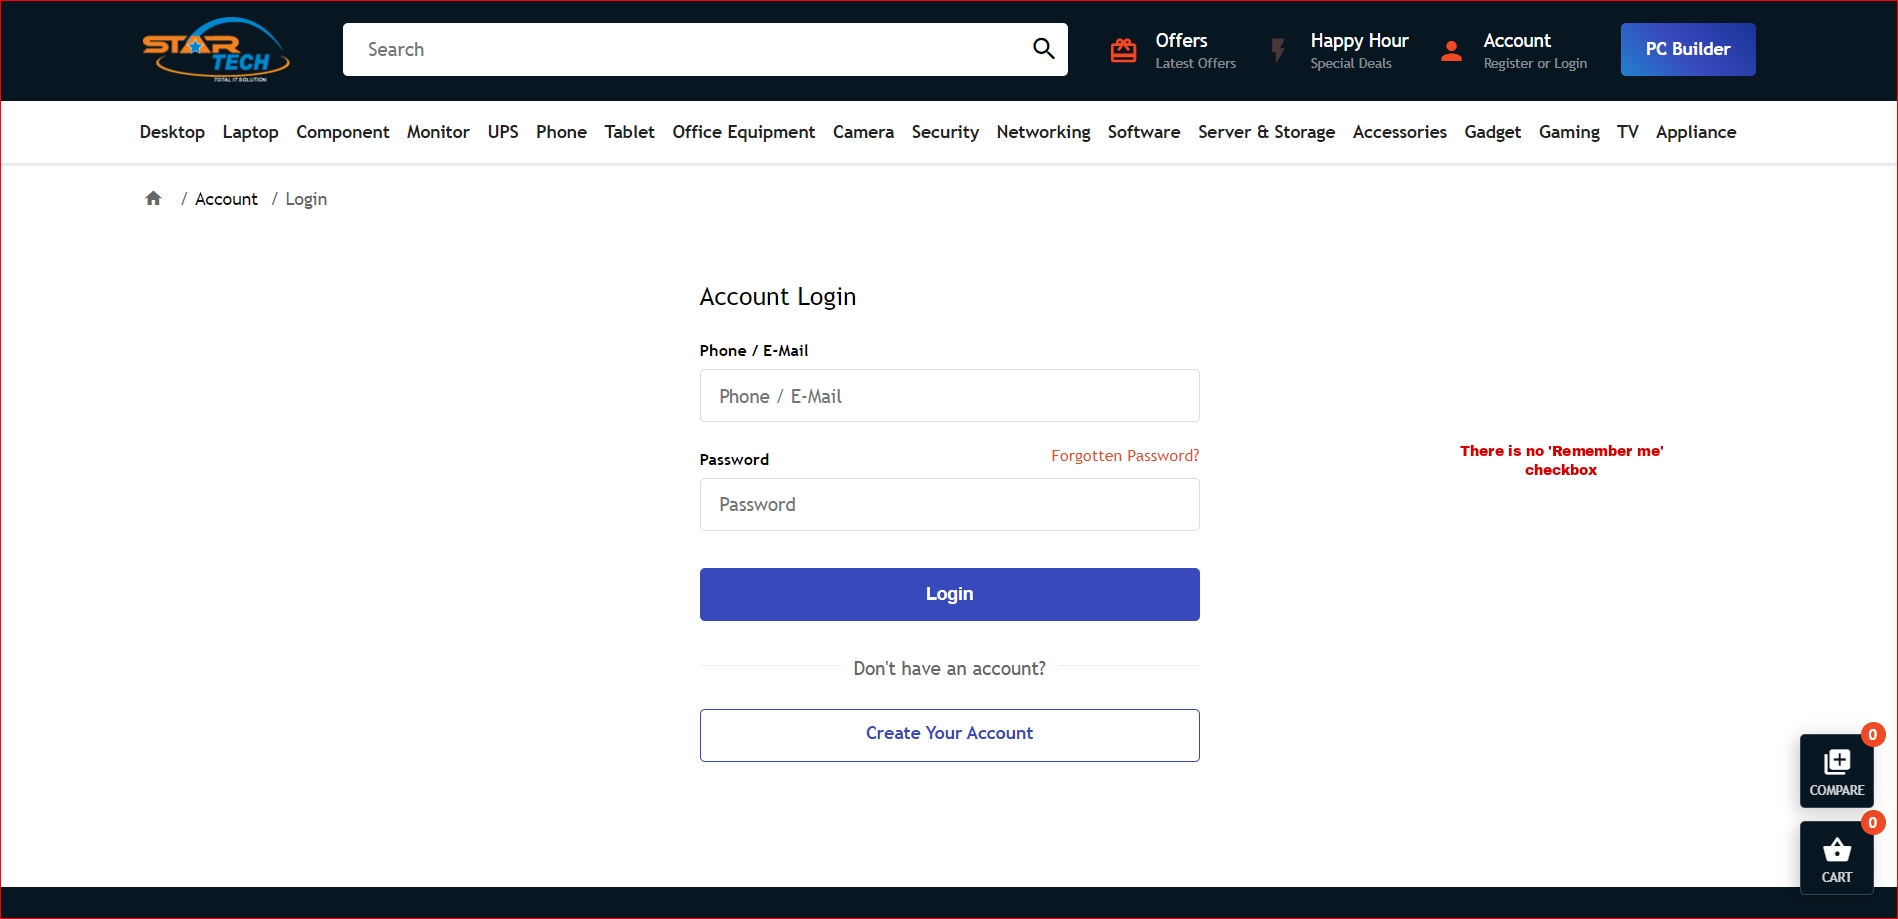 STAR
TECH
TOTAL IT SOLUTION
Search
Offers
Latest Offers
Happy Hour
Special Deals
Account
Register or Login
PC Builder
Desktop Laptop Component Monitor UPS Phone Tablet Office Equipment Camera Security Networking Software Server & Storage Accessories Gadget Gaming TV Appliance
/ Account / Login
Account Login
Phone / E-Mail
Phone / E-Mail
Password
Forgotten Password?
Password
There is no 'Remember me'
checkbox
Login
Don't have an account?
Create Your Account
0
COMPARE
0
CART